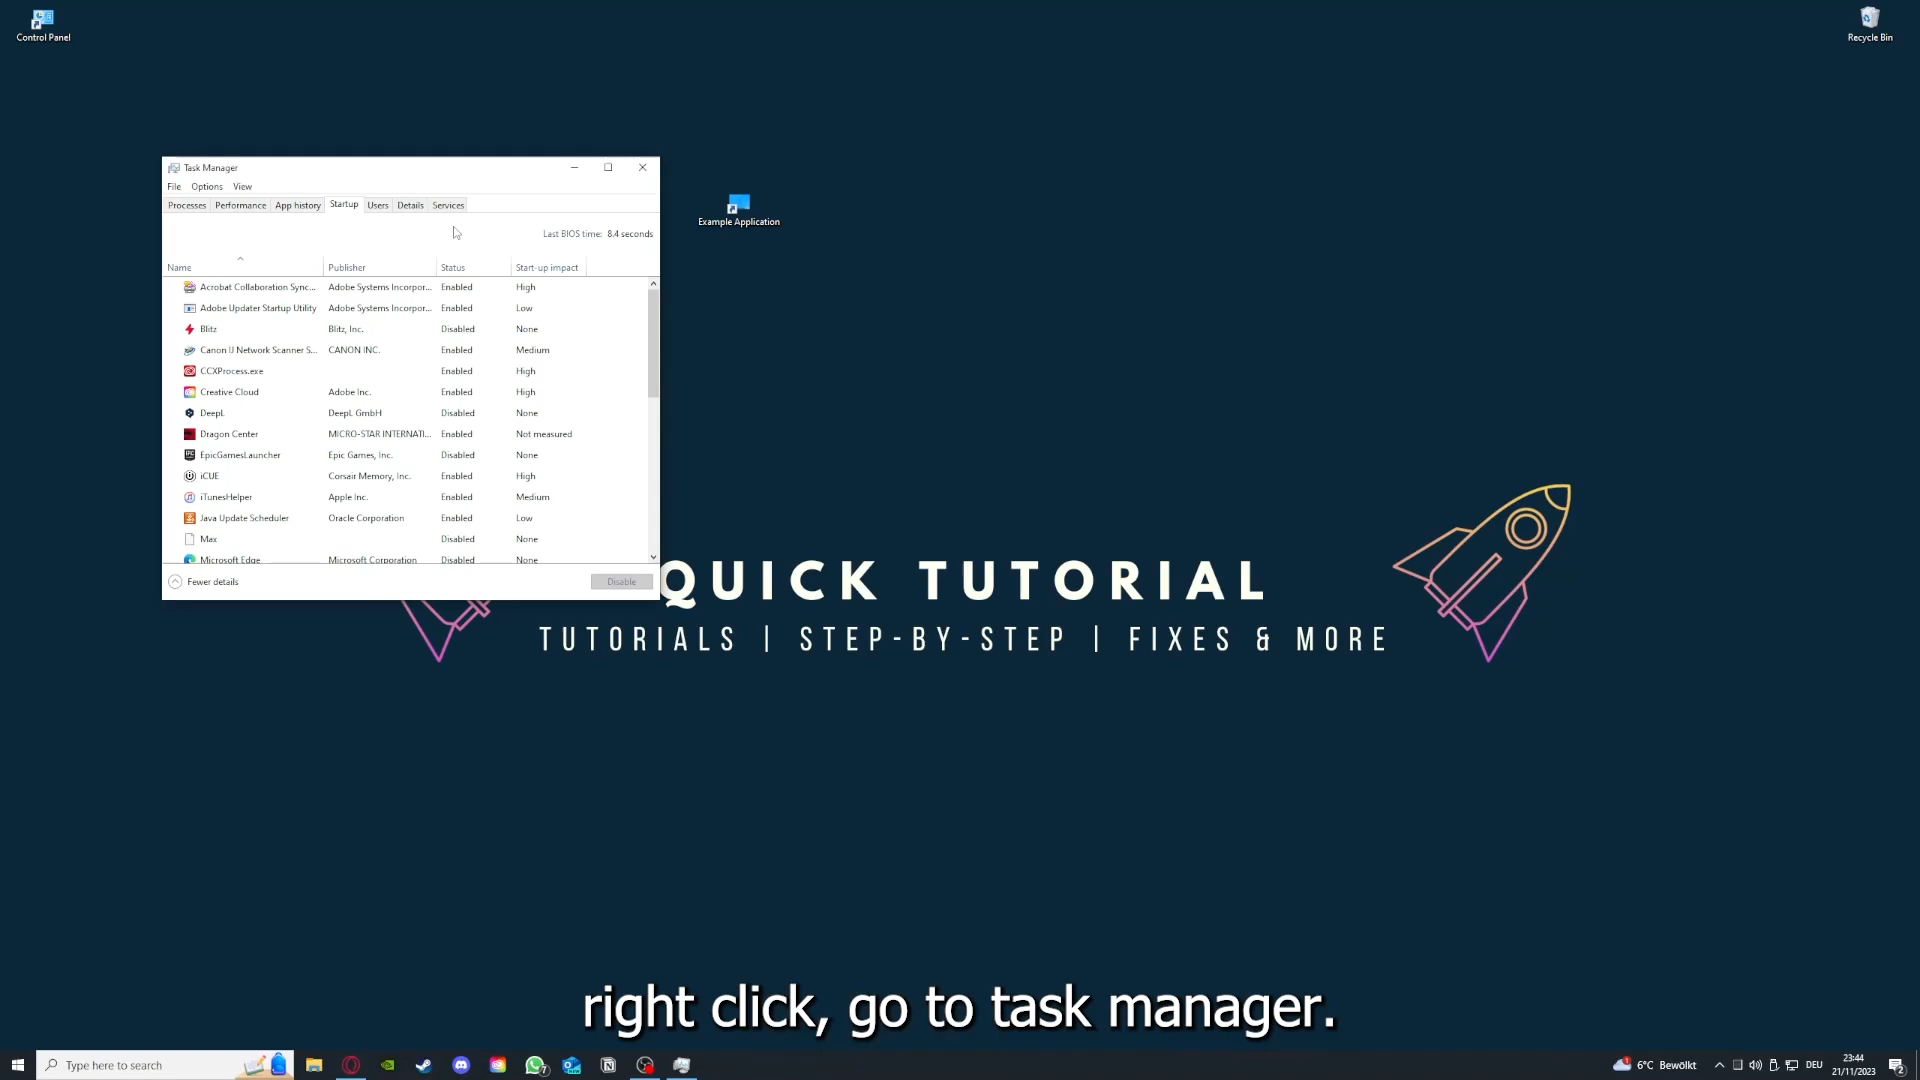 Control Panel
Recycle Bin
Task Manager
File Options View
Processes Performance App history Startup Users Details Services
Example Application
Last BIOS time: 8.4 seconds
Name Publisher Status Start-up impact
Acrobat Collaboration Sync... Adobe Systems Incorpor... Enabled High
Adobe Updater Startup Utility Adobe Systems Incorpor... Enabled Low
Blitz Blitz, Inc. Disabled None
Canon IJ Network Scanner S... CANON INC. Enabled Medium
CCXProcess.exe Enabled High
Creative Cloud Adobe Inc. Enabled High
DeepL DeepL GmbH Disabled None
Dragon Center MICRO-STAR INTERNATI... Enabled Not measured
EpicGamesLauncher Epic Games, Inc. Disabled None
iCUE Corsair Memory, Inc. Enabled High
iTunesHelper Apple Inc. Enabled Medium
Java Update Scheduler Oracle Corporation Enabled Low
Max Disabled None
Microsoft Edge Microsoft Corporation Disabled None
Fewer details Disable
QUICK TUTORIAL
TUTORIALS | STEP-BY-STEP | FIXES & MORE
right click, go to task manager.
Type here to search
6°C Bewölkt
DEU
23:44
21/11/2023